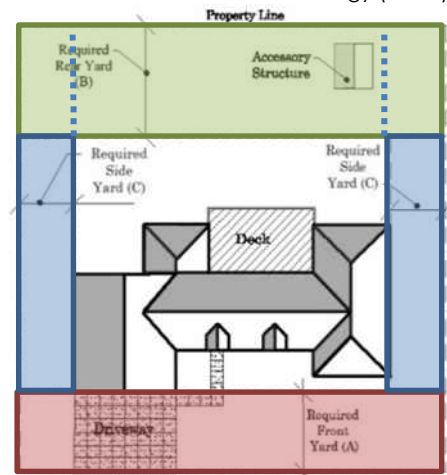 Property Line
Required
Rear Yard
(B)
Accessory
Structure
Required
Side
Yard (C)
Required
Side
Yard (C)
Deck
Driveway
Required
Front
Yard (A)